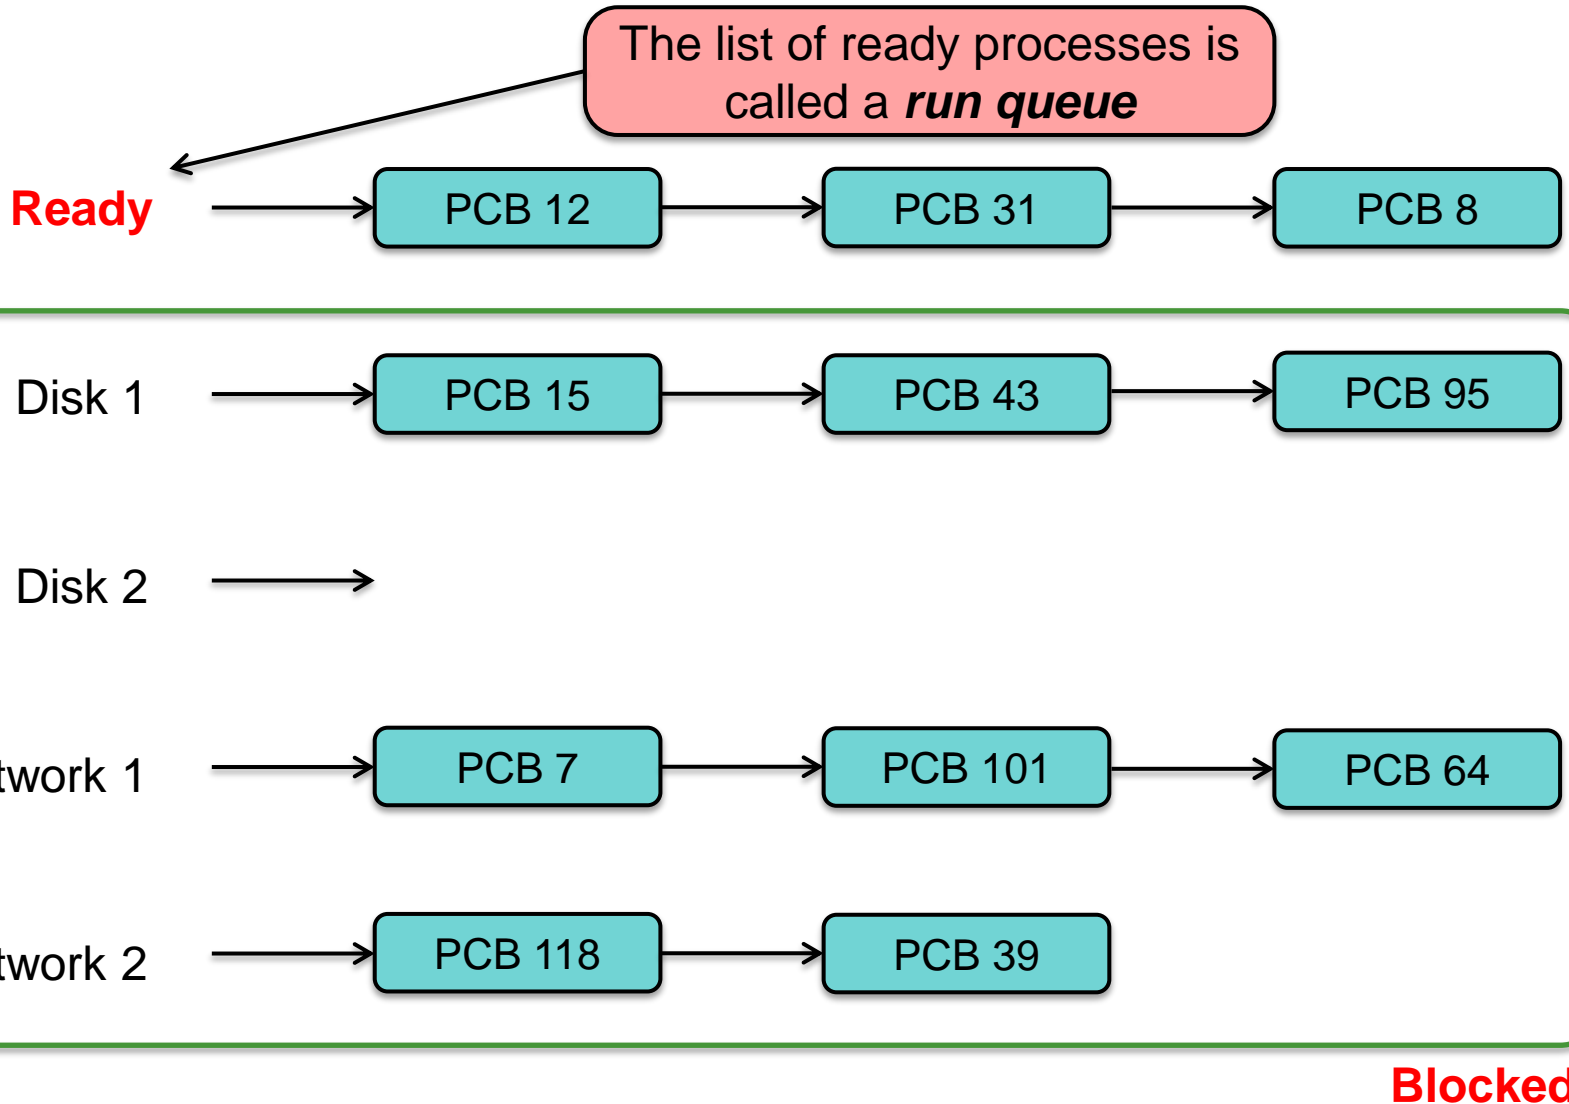 The list of ready processes is
called a run queue
Ready PCB 12 PCB 31 PCB 8
Disk 1 PCB 15 PCB 43 PCB 95
Disk 2
twork 1 PCB 7 PCB 101 PCB 64
twork 2 PCB 118 PCB 39
Blocked